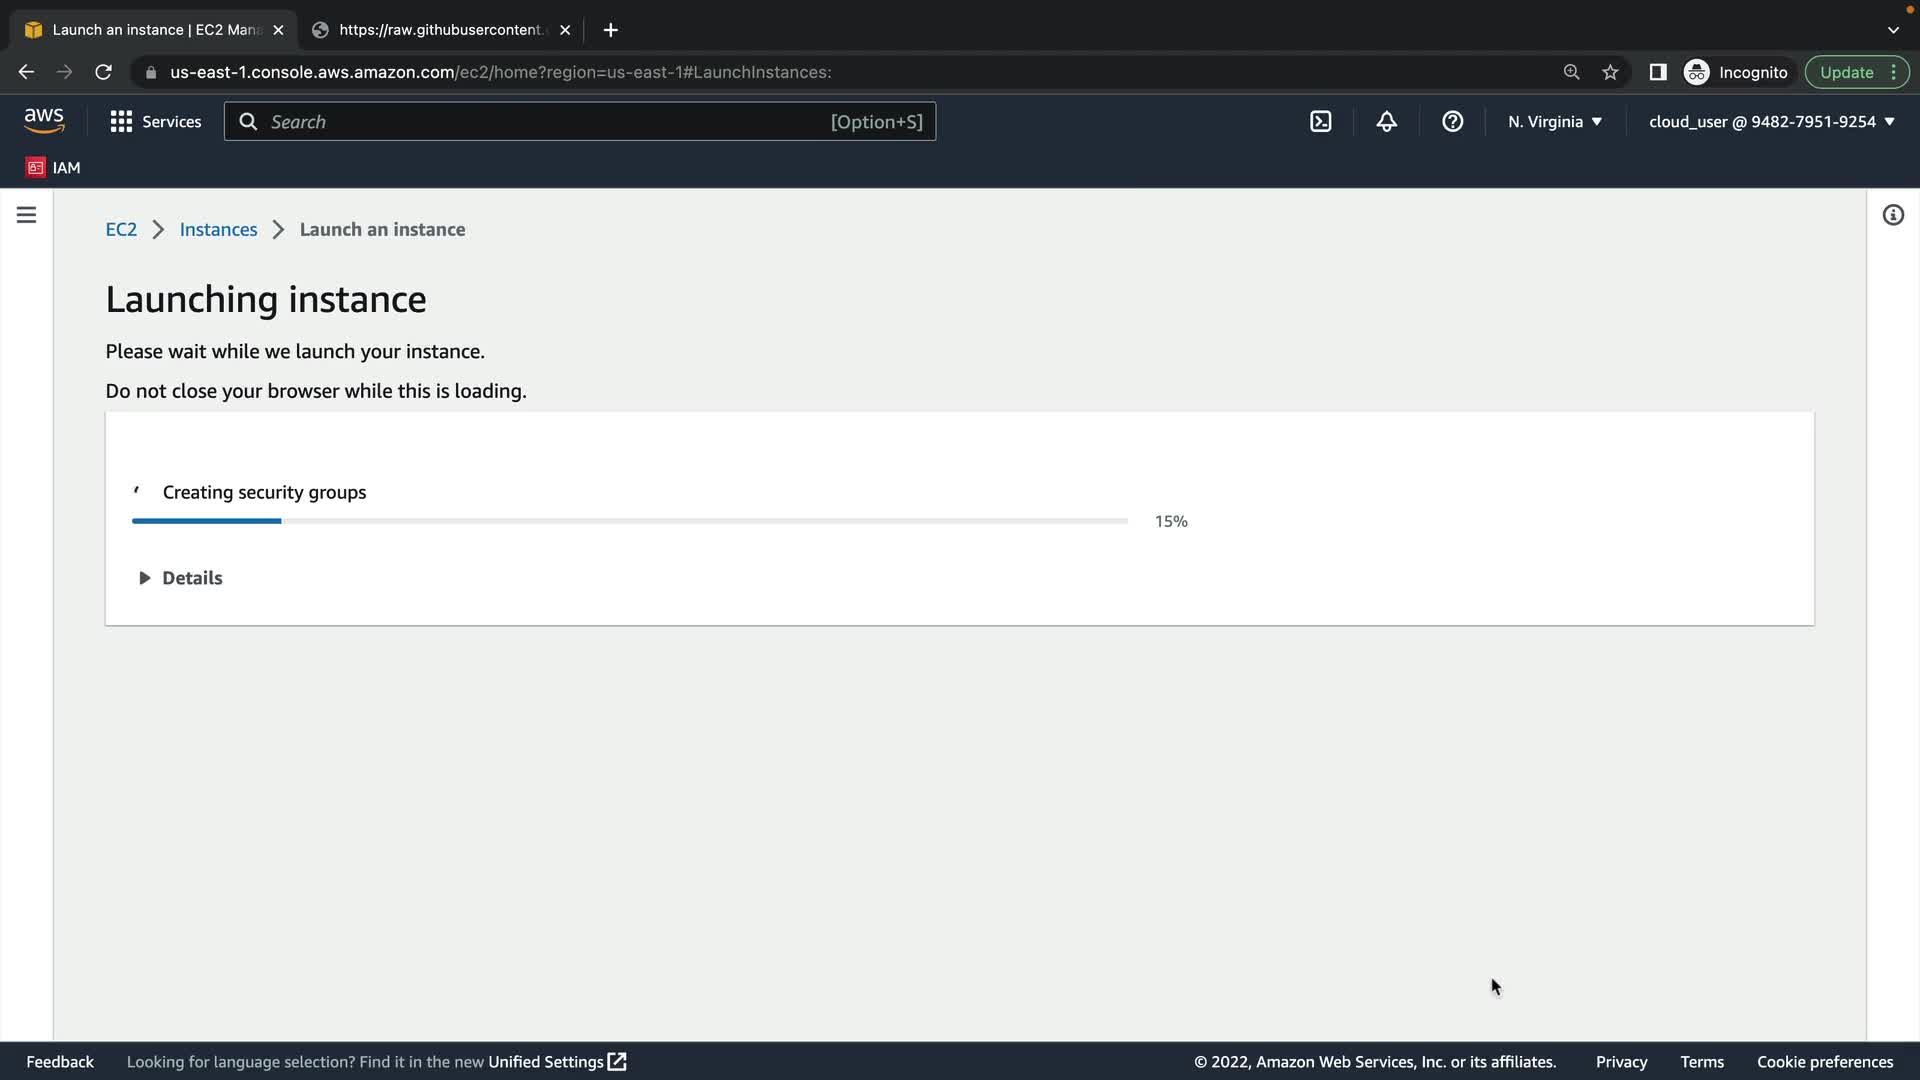 Launch an instance | EC2 Mana
https://raw.githubusercontent.
us-east-1.console.aws.amazon.com/ec2/home?region=us-east-1#LaunchInstances:
Incognito
Update
aws
Services
Search
[Option+S]
N. Virginia
cloud_user @ 9482-7951-9254
IAM
EC2 > Instances > Launch an instance
Launching instance
Please wait while we launch your instance.
Do not close your browser while this is loading.
Creating security groups
15%
Details
Feedback
Looking for language selection? Find it in the new Unified Settings
© 2022, Amazon Web Services, Inc. or its affiliates.
Privacy
Terms
Cookie preferences